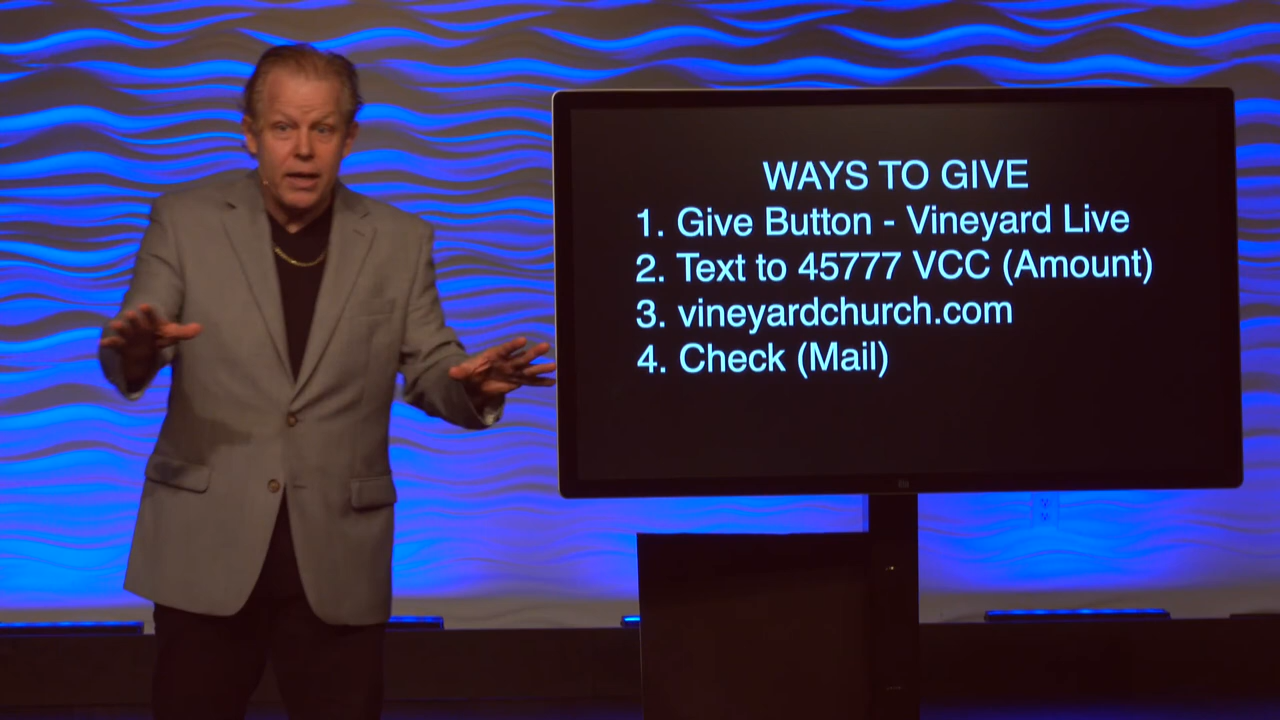 WAYS TO GIVE
1. Give Button - Vineyard Live
2. Text to 45777 VCC (Amount)
3. vineyardchurch.com
4. Check (Mail)